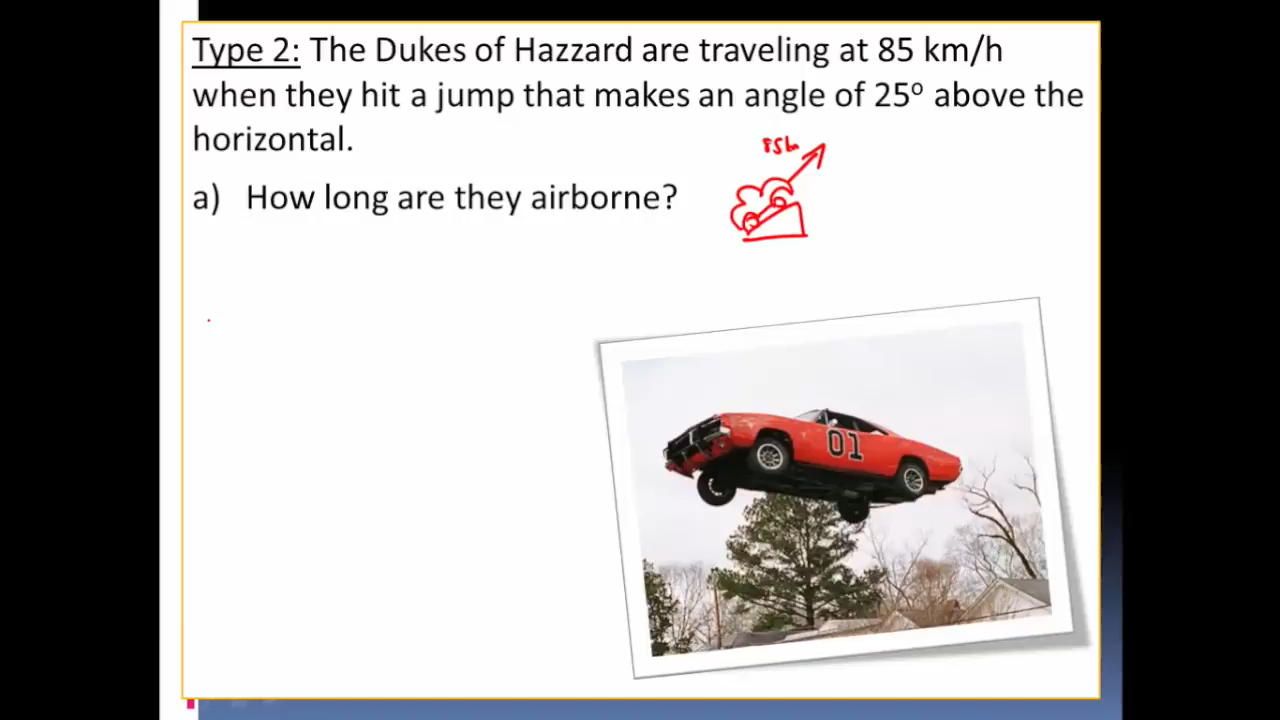 Type 2: The Dukes of Hazzard are traveling at 85 km/h
when they hit a jump that makes an angle of 25° above the
horizontal.
a) How long are they airborne?
01